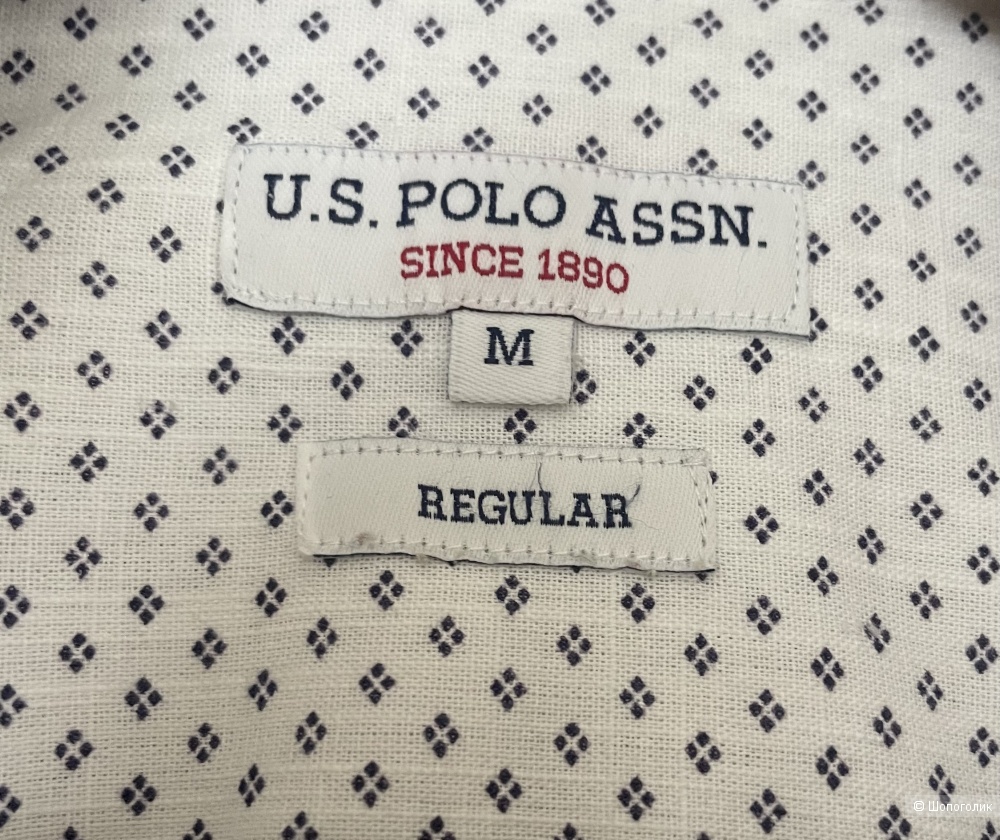 U.S. POLO ASSN.
SINCE 1890
M
REGULAR
© Шопоголик